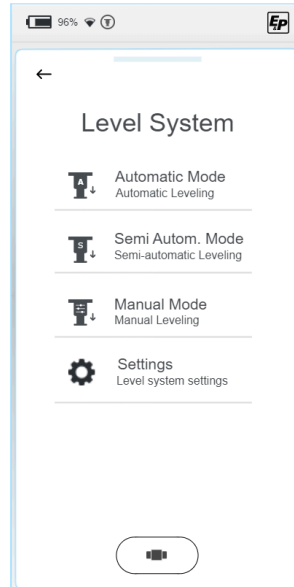 96% T
EP
Level System
A
Automatic Mode
Automatic Leveling
S
Semi Autom. Mode
Semi-automatic Leveling
Manual Mode
Manual Leveling
Settings
Level system settings